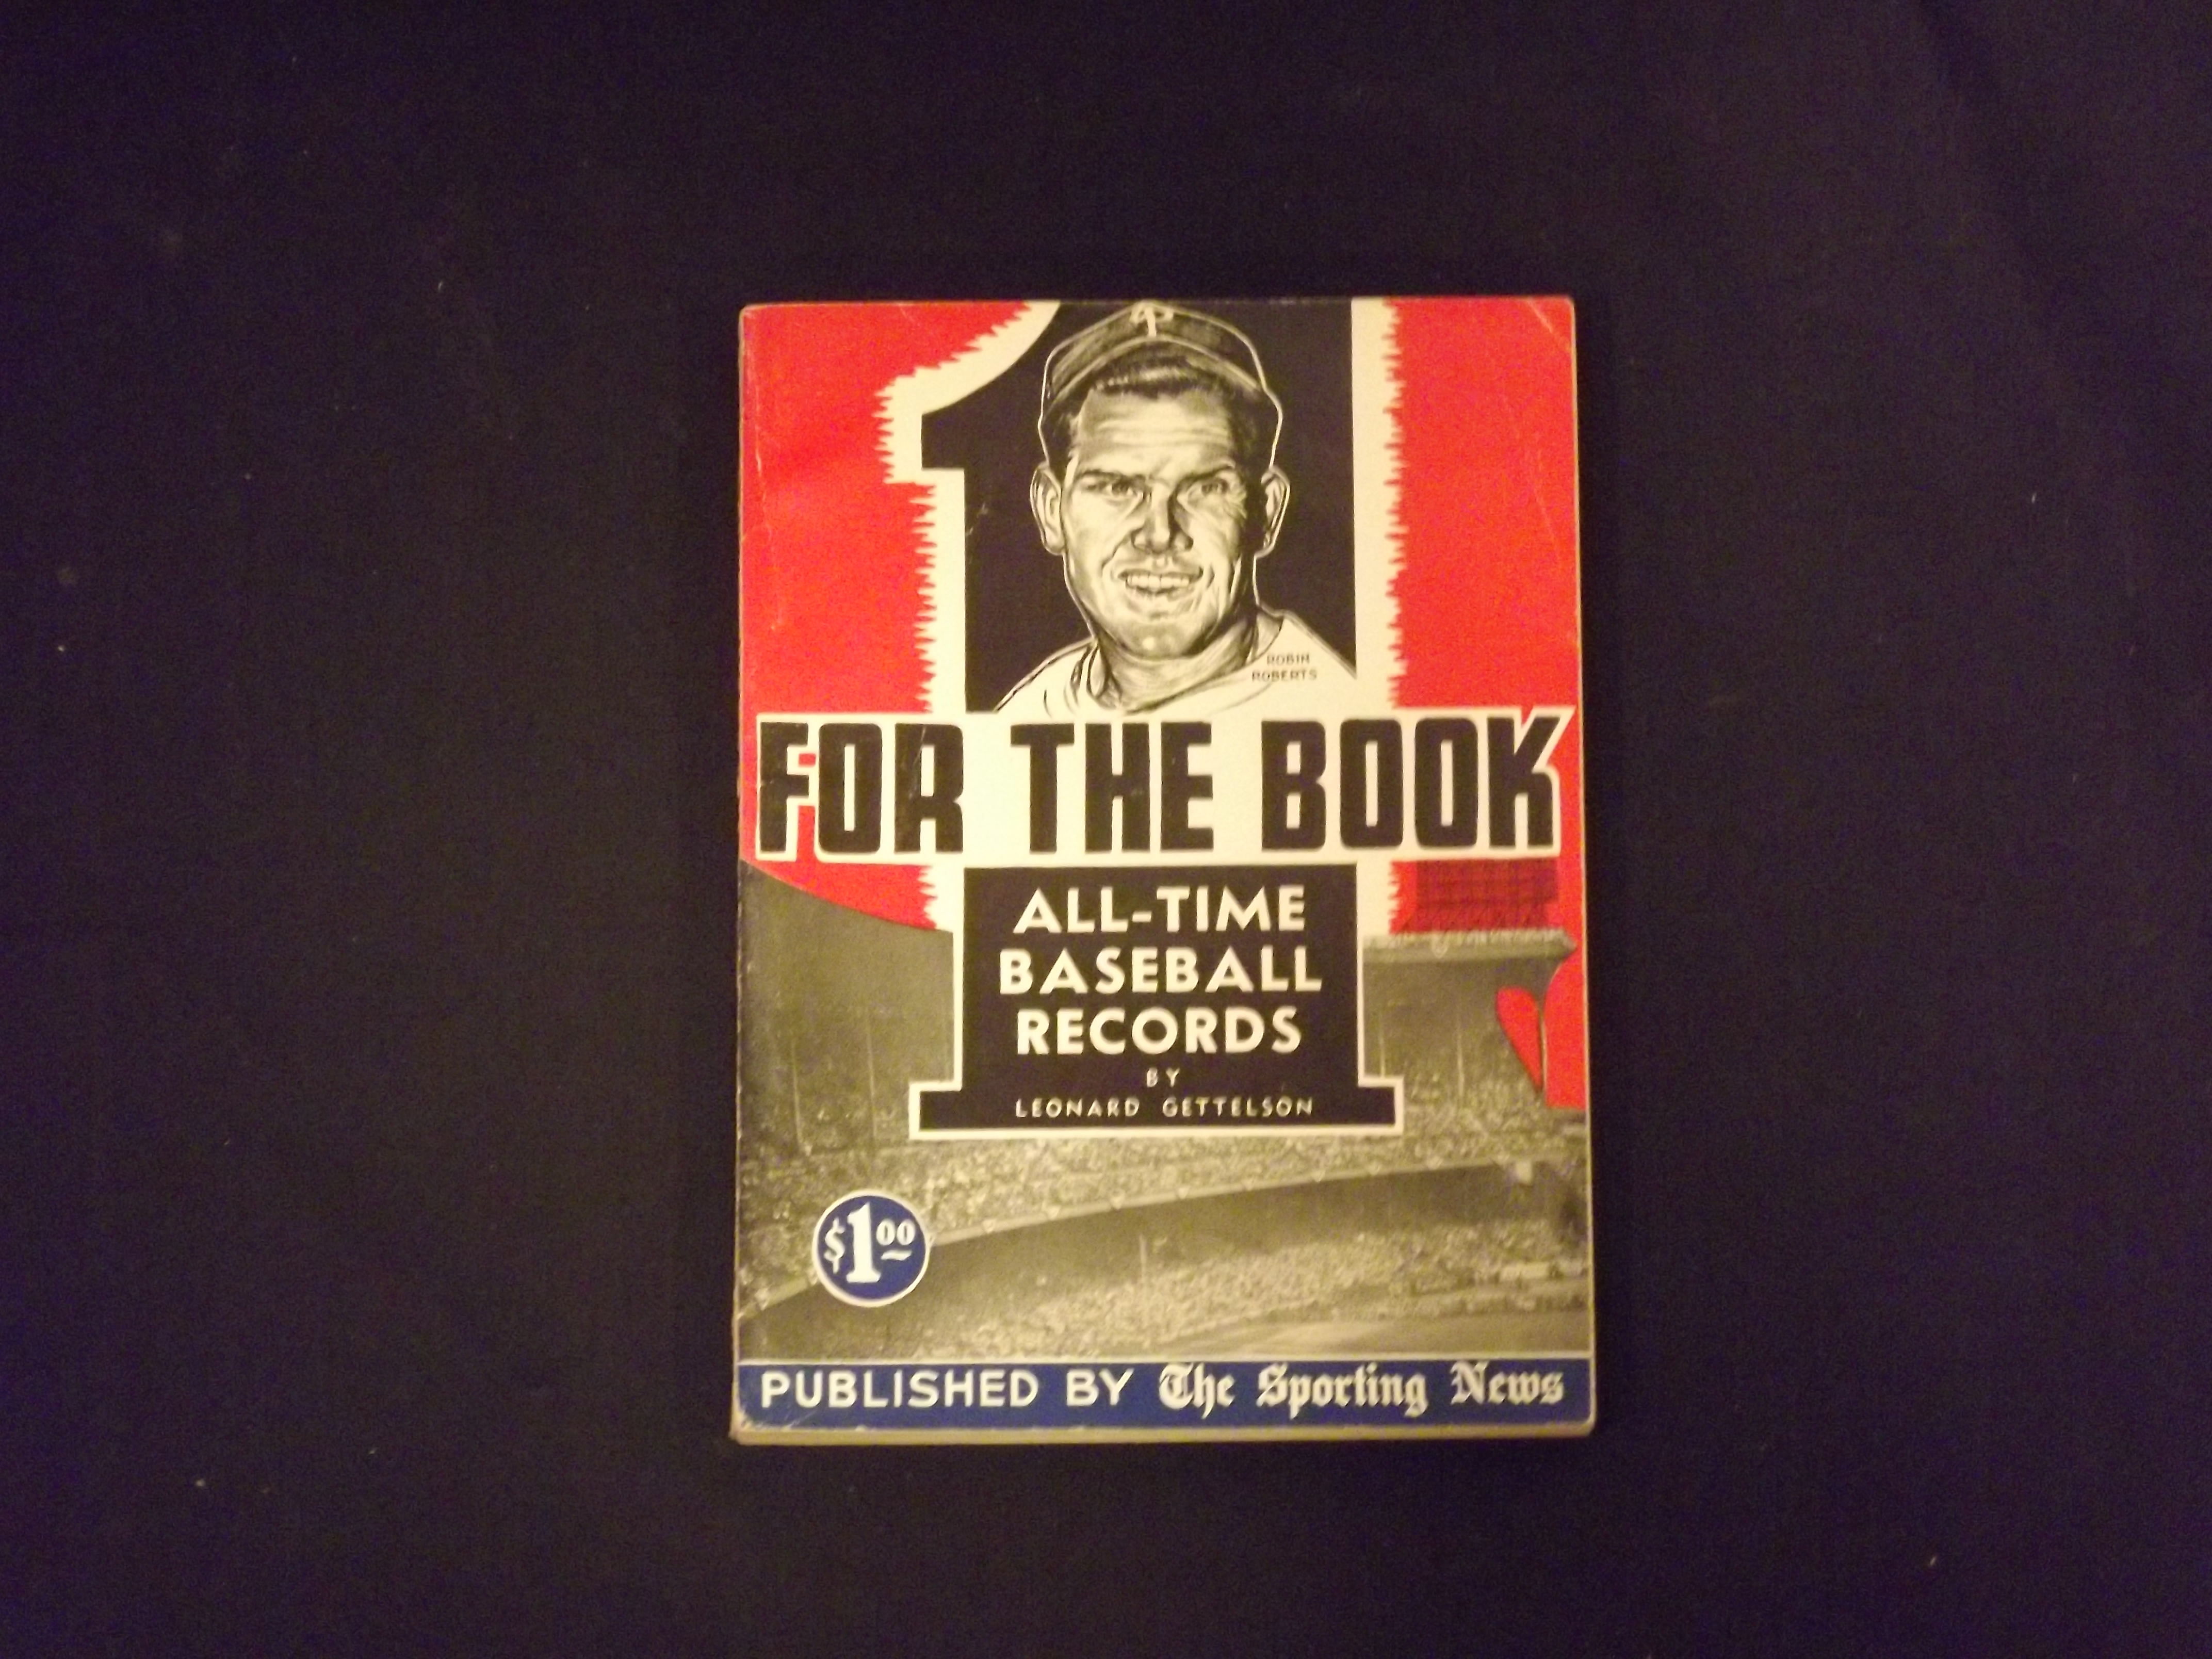 P
1
ROBIN
ROBERTS
FOR THE BOOK
ALL-TIME
BASEBALL
RECORDS
BY
LEONARD GETTELSON
$1.00
PUBLISHED BY The Sporting News